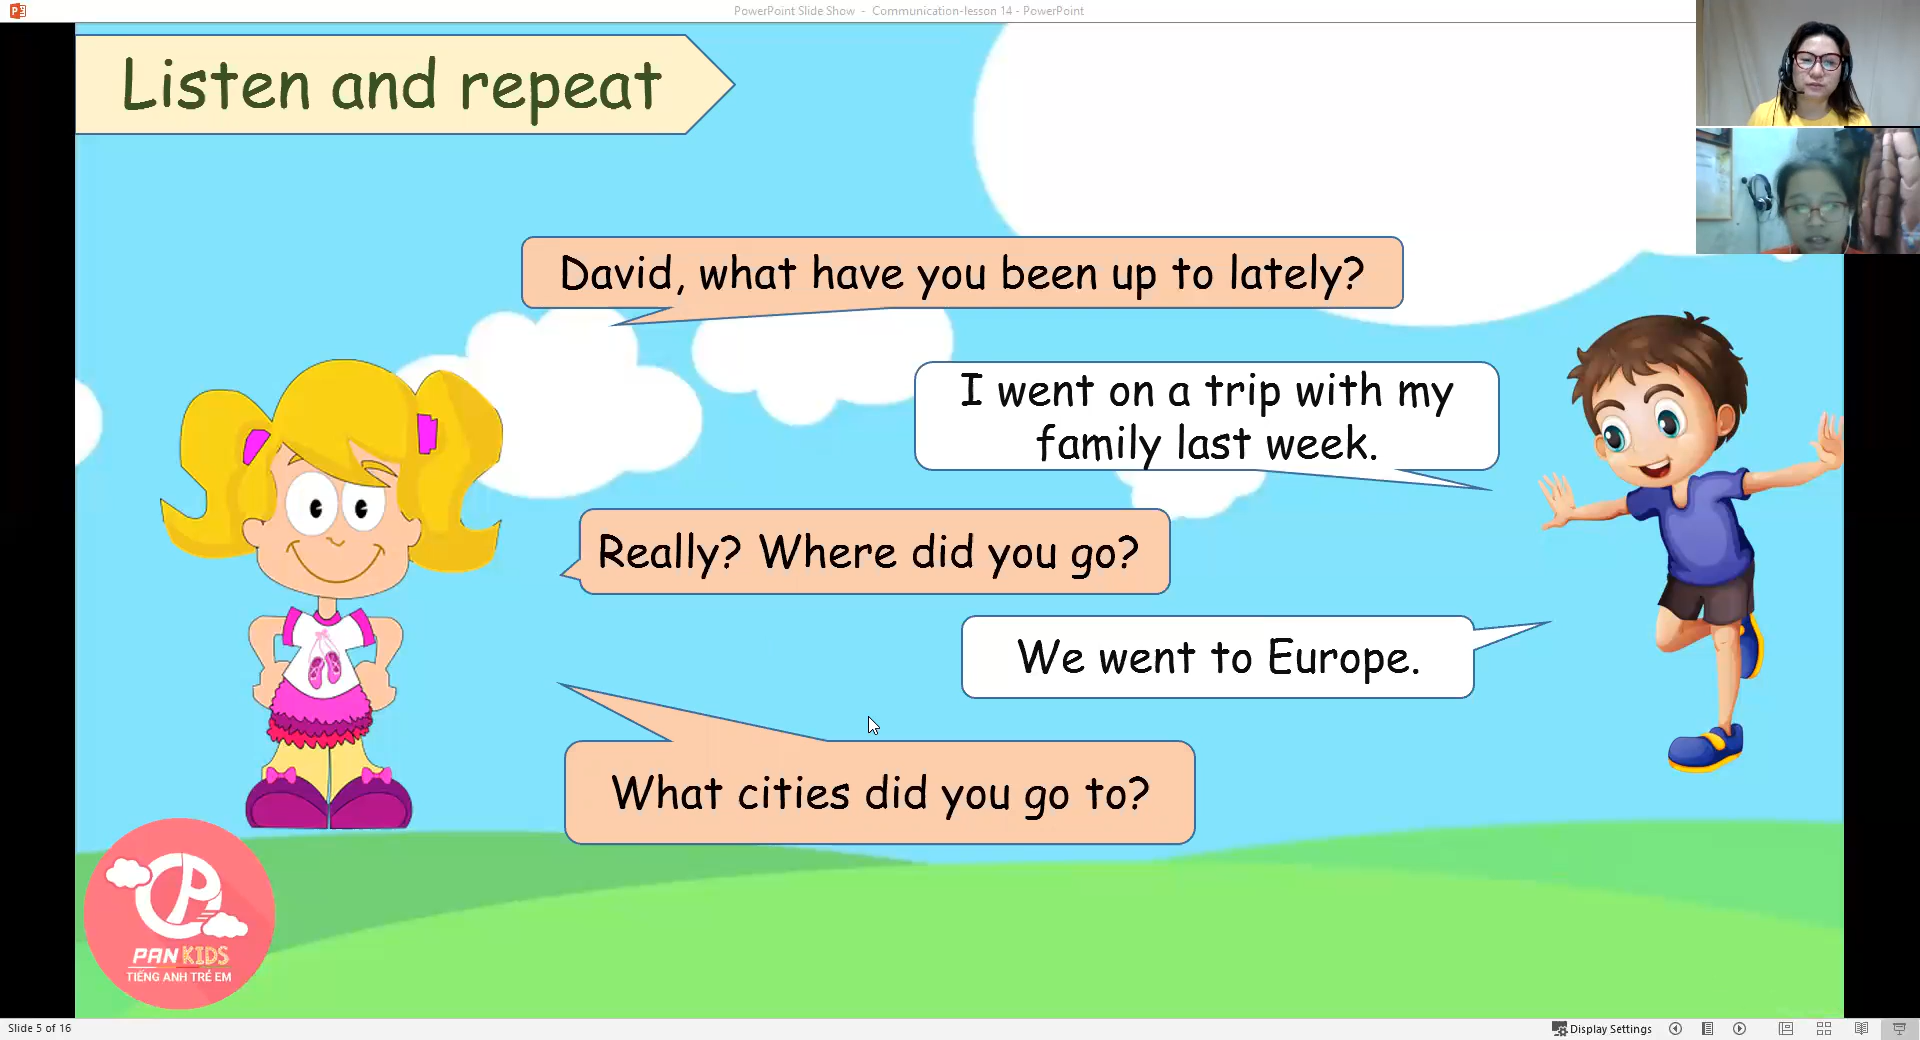 PowerPoint Slide Show - Communication-lesson 14 - PowerPoint
Listen and repeat
David, what have you been up to lately?
I went on a trip with my
family last week.
Really? Where did you go?
We went to Europe.
What cities did you go to?
PAN KIDS
TIẾNG ANH TRẺ EM
Slide 5 of 16
Display Settings